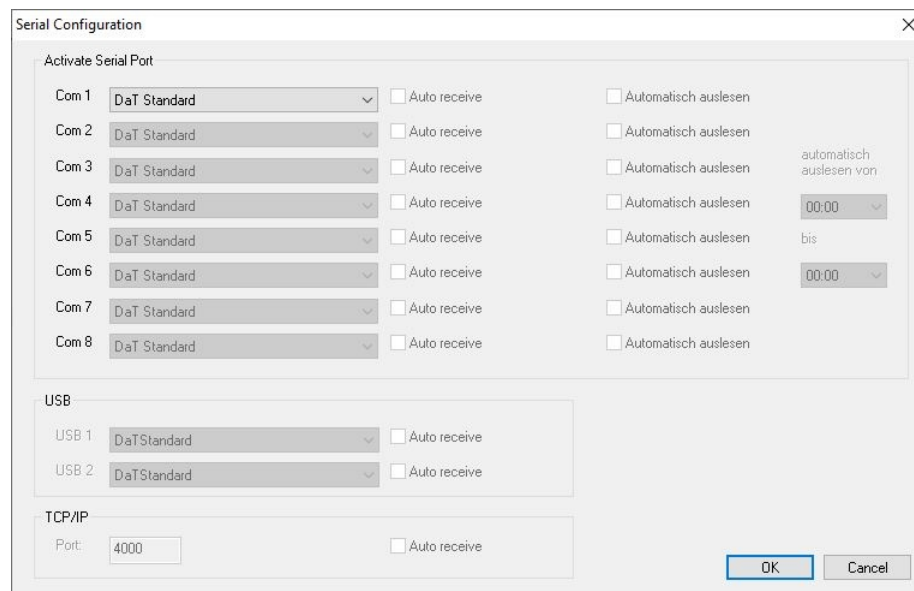 Serial Configuration
Activate Serial Port
Com 1 DaT Standard Auto receive Automatisch auslesen
Com 2 DaT Standard Auto receive Automatisch auslesen
Com 3 DaT Standard Auto receive Automatisch auslesen
automatisch
auslesen von
Com 4 DaT Standard Auto receive Automatisch auslesen 00:00
Com 5 DaT Standard Auto receive Automatisch auslesen bis
Com 6 DaT Standard Auto receive Automatisch auslesen 00:00
Com 7 DaT Standard Auto receive Automatisch auslesen
Com 8 DaT Standard Auto receive Automatisch auslesen
USB
USB 1 DaTStandard Auto receive
USB 2 DaTStandard Auto receive
TCP/IP
Port: 4000 Auto receive
OK Cancel